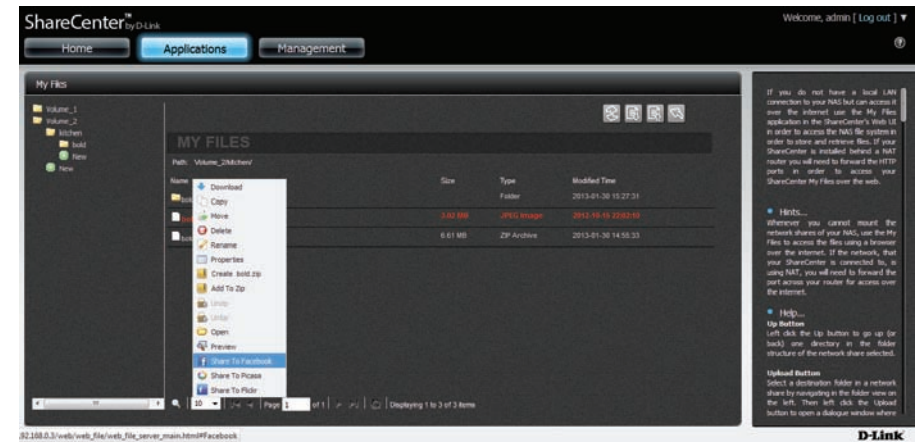 ShareCenter™ by D-Link
Welcome, admin [ Log out ] ▼
Home
Applications
Management
My Files
Volume_1
Volume_2
kitchen
bold
New
New
MY FILES
Path: Volume_2/kitchen/
Name
Size
Type
Modified Time
Folder
2013-01-30 15:27:31
3.02 MB
JPEG Image
6.61 MB
ZIP Archive
2013-01-30 14:55:33
Download
Copy
Move
Delete
Rename
Properties
Create bold.zip
Add To Zip
Unzip
Untar
Open
Preview
Share To Facebook
Share To Picasa
Share To Flickr
10
Page 1 of 1
Displaying 1 to 3 of 3 items
If you do not have a local LAN
connection to your NAS but can access it
over the internet use the My Files
application in the ShareCenter's Web UI
in order to access the NAS file system in
order to store and retrieve files. If your
ShareCenter is installed behind a NAT
router you will need to forward the HTTP
ports in order to access your
ShareCenter My Files over the web.
Hints...
Whenever you cannot mount the
network shares of your NAS, use the My
Files to access the files using a browser
over the internet. If the network, that
your ShareCenter is connected to, is
using NAT, you will need to forward the
port across your router for access over
the internet.
Help...
Up Button
Left click the Up button to go up (or
back) one directory in the folder
structure of the network share selected.
Upload Button
Select a destination folder in a network
share by navigating in the folder view on
the left. Then left click the Upload
button to open a dialogue window where
92.168.0.3/web/web_file/web_file_server_main.html#Facebook
D-Link